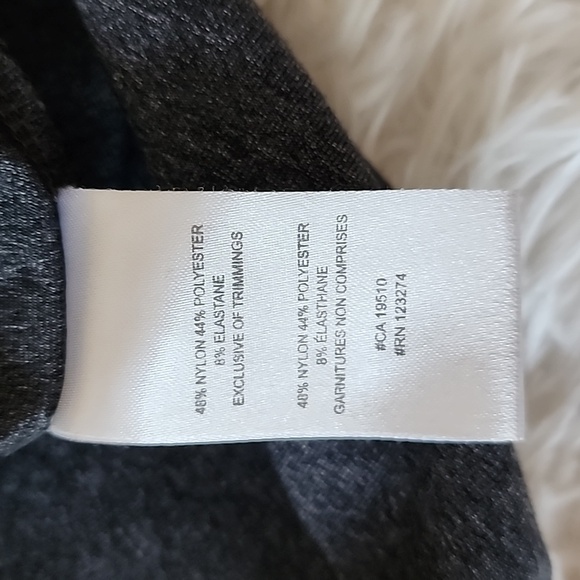 48% NYLON 44% POLYESTER
8% ELASTANE
EXCLUSIVE OF TRIMMINGS
48% NYLON 44% POLYESTER
8% ÉLASTHANE
GARNITURES NON COMPRISES
#CA 19510
#RN 123274